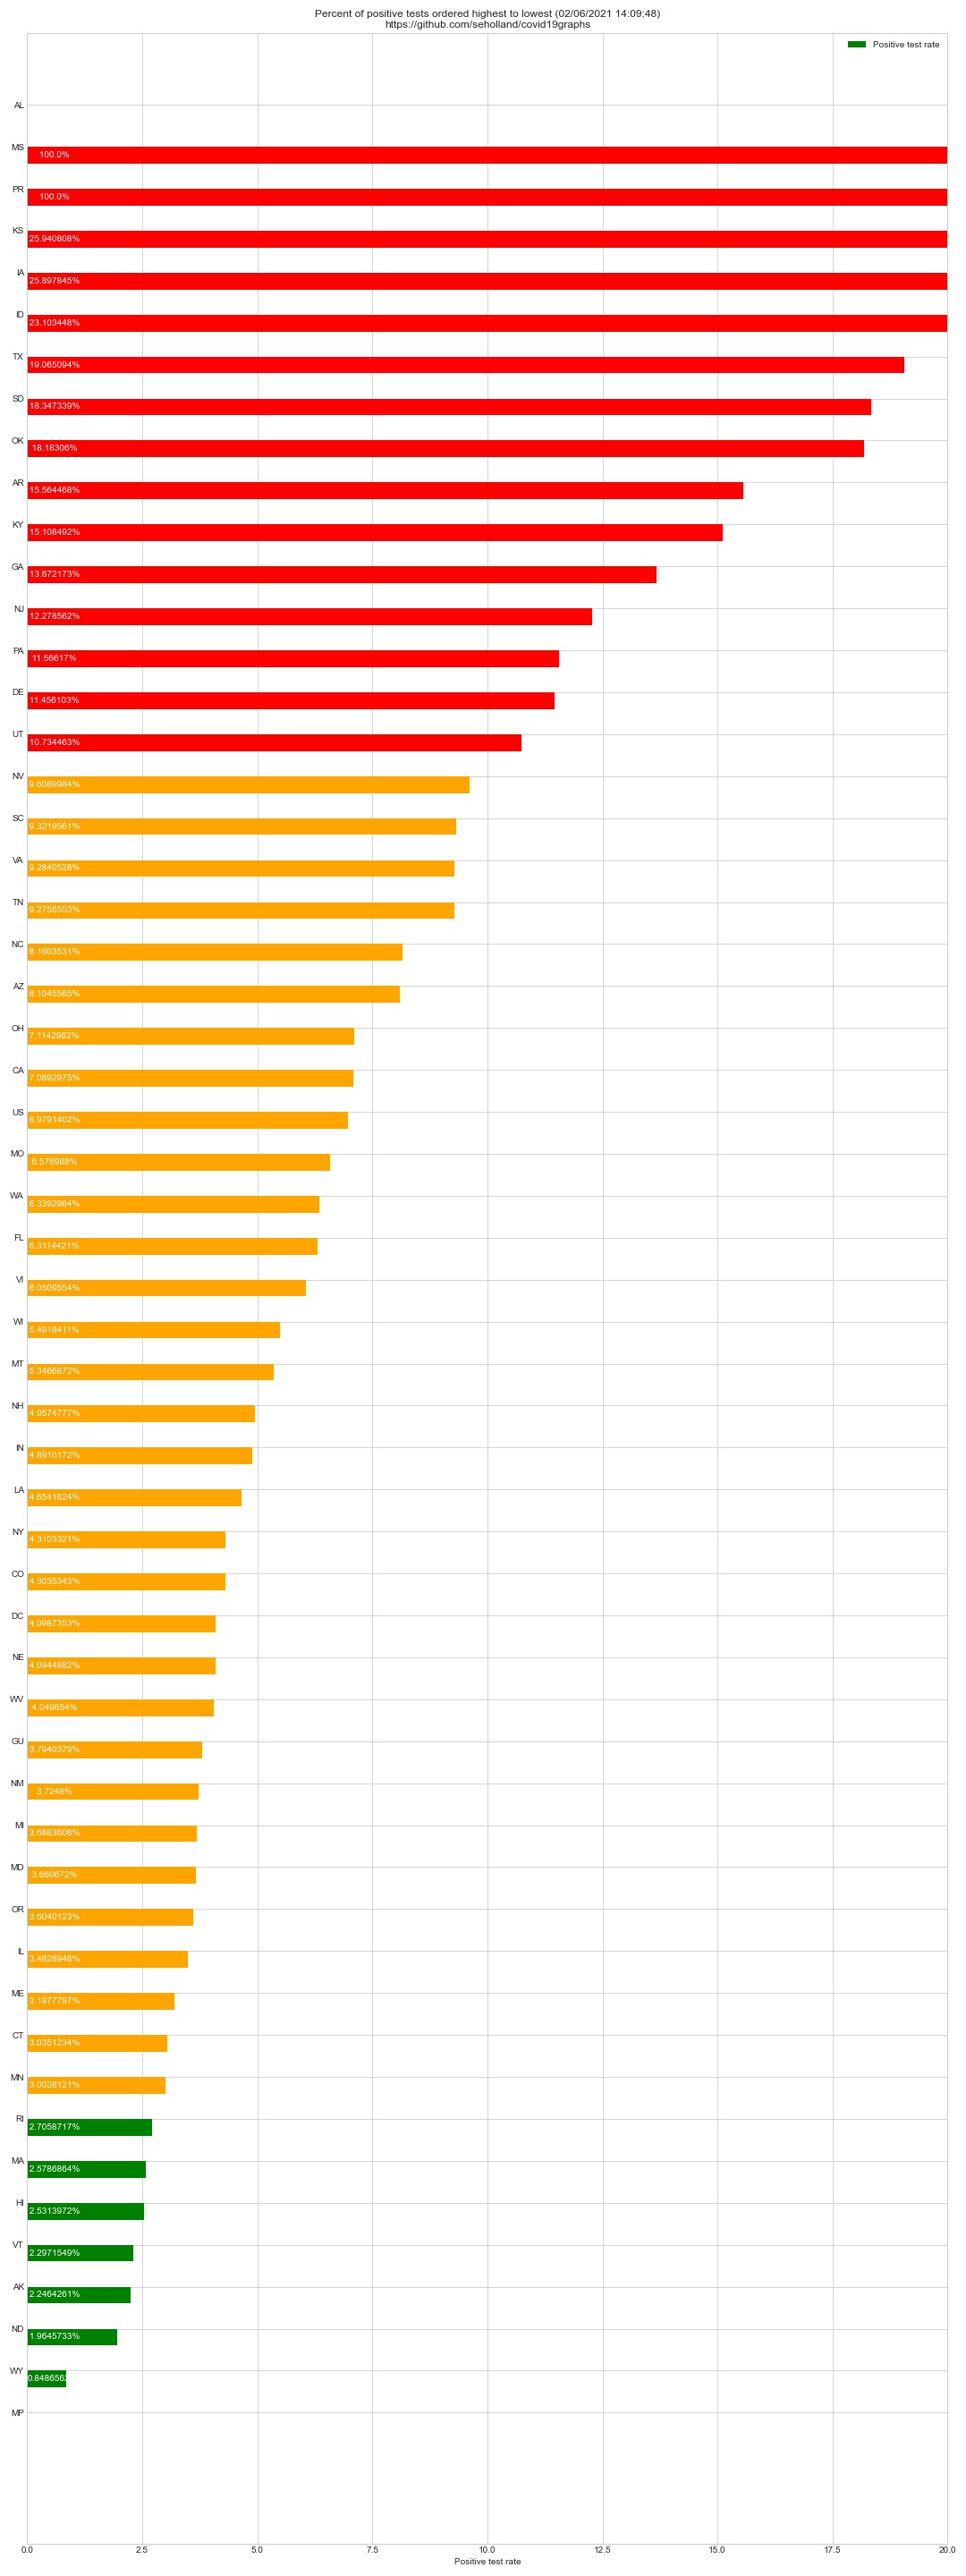 Percent of positive tests ordered highest to lowest (02/06/2021 14:09:48)
https://github.com/seholland/covid19graphs
Positive test rate
AL
MS 100.0%
PR 100.0%
KS 25.940808%
IA 25.897845%
ID 23.103448%
TX 19.065094%
SD 18.347339%
OK 18.18306%
AR 15.564468%
KY 15.108492%
GA 13.672173%
NJ 12.278562%
PA 11.56617%
DE 11.456103%
UT 10.734463%
NV 9.6089984%
SC 9.3219561%
VA 9.2840528%
TN 9.2756553%
NC 8.1603531%
AZ 8.1045585%
OH 7.1142962%
CA 7.0892975%
US 6.9791402%
MO 6.576988%
WA 6.3392964%
FL 6.3114421%
VI 6.0509554%
WI 5.4918411%
MT 5.3466872%
NH 4.9574777%
IN 4.8910172%
LA 4.6541624%
NY 4.3103321%
CO 4.3035343%
DC 4.0987353%
NE 4.0944882%
WV 4.049654%
GU 3.7940379%
NM 3.7248%
MI 3.6883608%
MD 3.660672%
OR 3.6040123%
IL 3.4828948%
ME 3.1977797%
CT 3.0351234%
MN 3.0038121%
RI 2.7058717%
MA 2.5786864%
HI 2.5313972%
VT 2.2971549%
AK 2.2464261%
ND 1.9645733%
WY
MP
0.0 2.5 5.0 7.5 10.0 12.5 15.0 17.5 20.0
Positive test rate